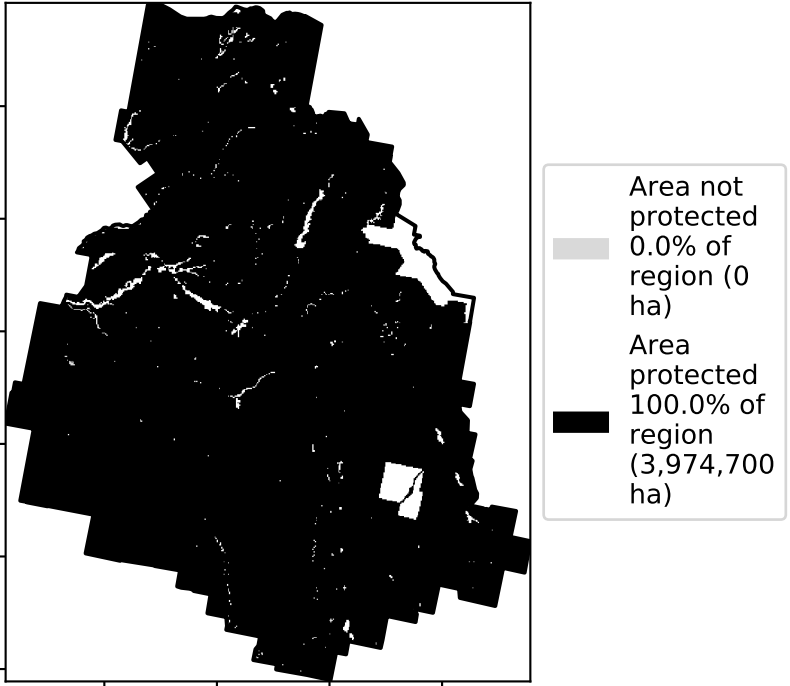 Area not
protected
0.0% of
region (0
ha)
Area
protected
100.0% of
region
(3,974,700
ha)